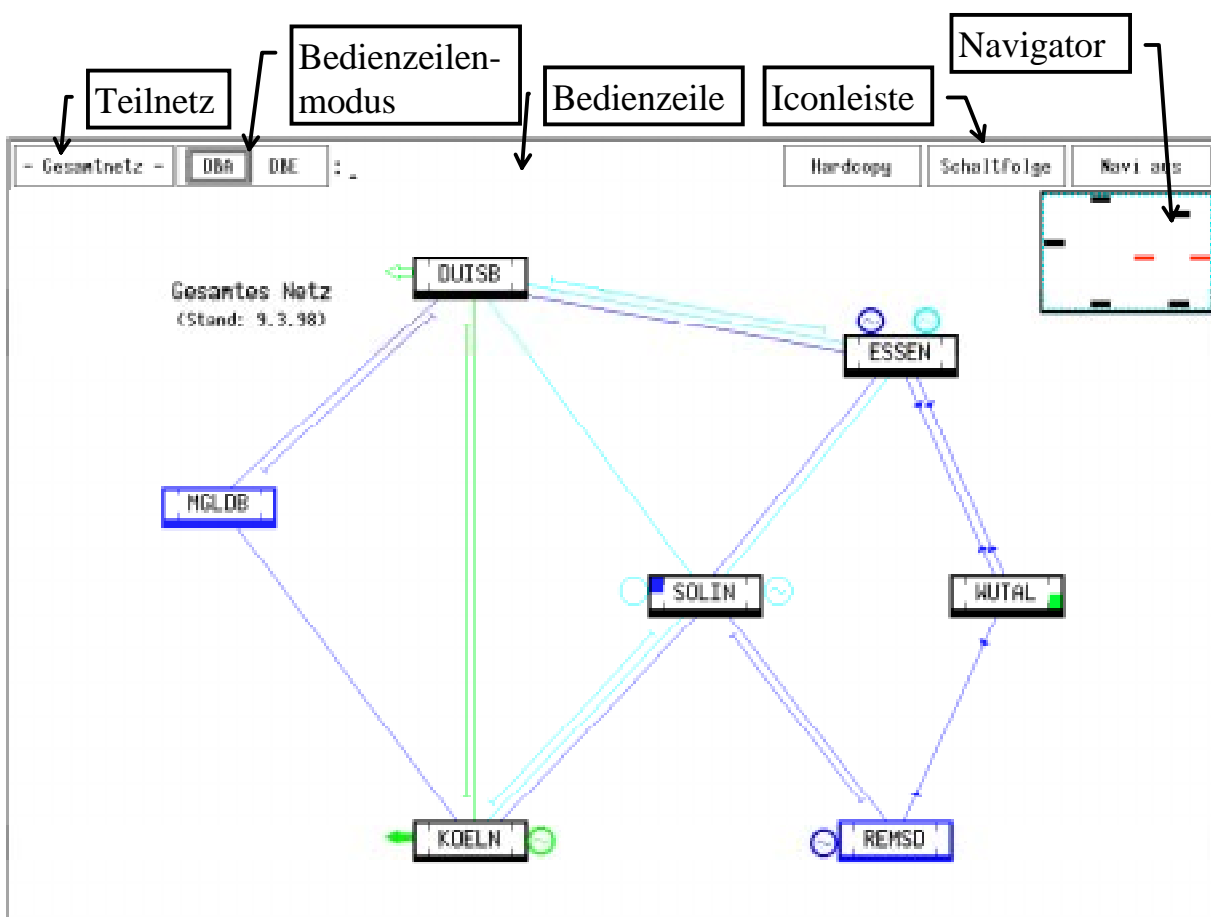 Navigator
Bedienzeilen-
modus
Teilnetz
Bedienzeile
Iconleiste
- Gesamtnetz - DBA DBE :_ Hardcopy Schaltfolge Navi aus
DUISB
Gesamtes Netz
(Stand: 9.3.98)
ESSEN
MGLDB
SOLIN
WUTAL
KOELN
REMSD